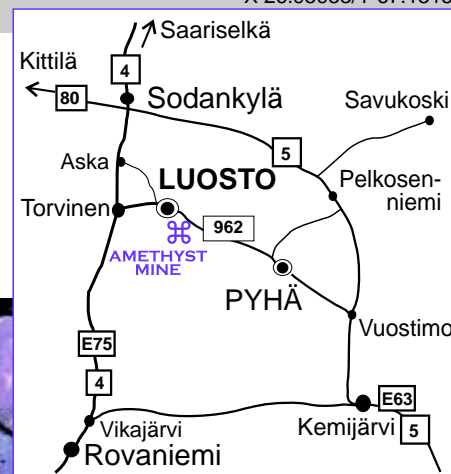 Saariselkä
Kittilä
4
80
Sodankylä
Savukoski
5
Aska
LUOSTO
Pelkosen-
niemi
Torvinen
962
AMETHYST
MINE
PYHÄ
Vuostimo
E75
4
E63
Kemijärvi
5
Vikajärvi
Rovaniemi